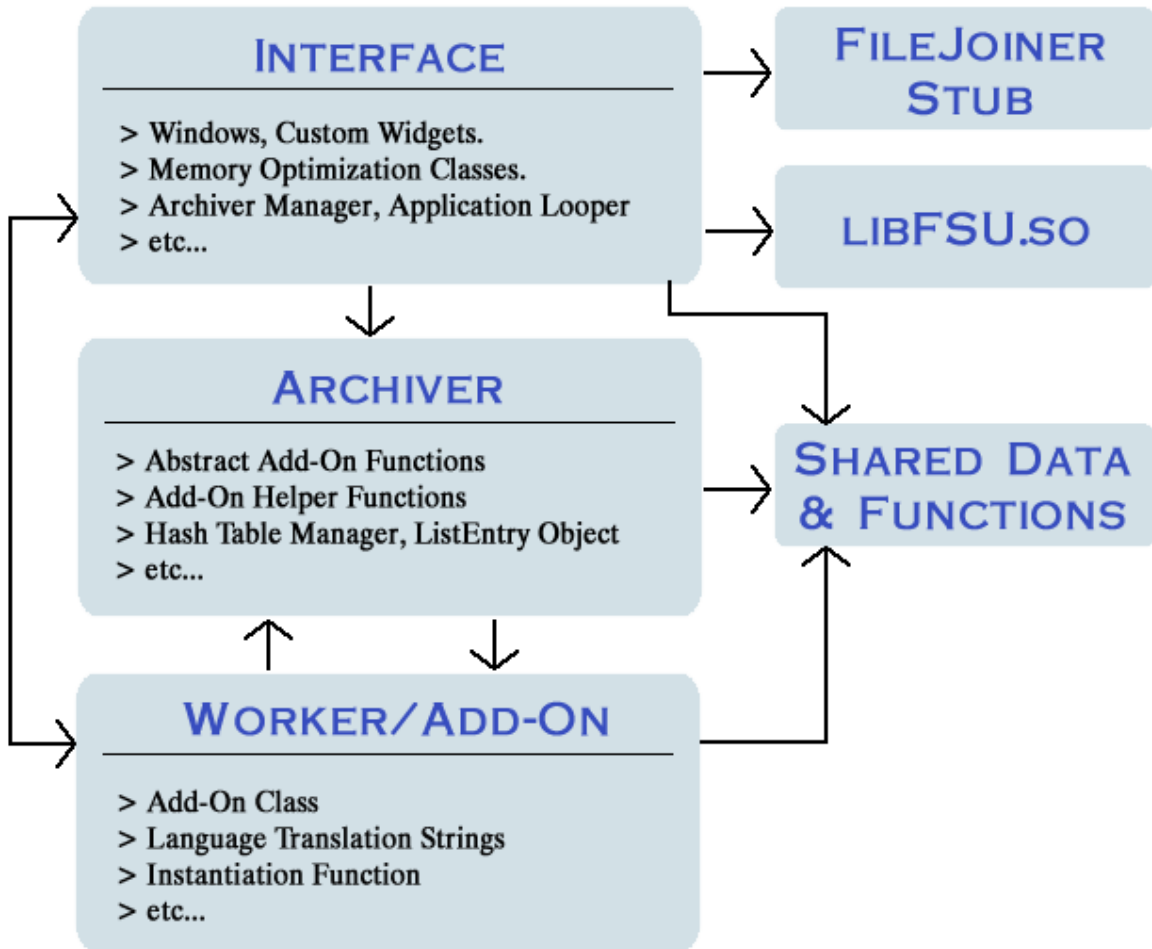 INTERFACE
> Windows, Custom Widgets.
> Memory Optimization Classes.
> Archiver Manager, Application Looper
> etc...
FILEJOINER
STUB
LIBFSU.SO
ARCHIVER
> Abstract Add-On Functions
> Add-On Helper Functions
> Hash Table Manager, ListEntry Object
> etc...
SHARED DATA
& FUNCTIONS
WORKER/ADD-ON
> Add-On Class
> Language Translation Strings
> Instantiation Function
> etc...